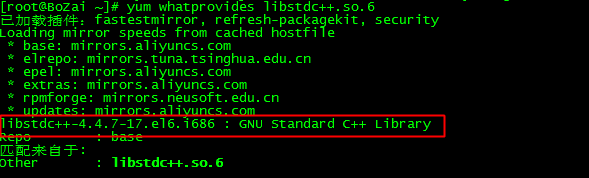 [root@BoZai ~]# yum whatprovides libstdc++.so.6
已加载插件：fastestmirror, refresh-packagekit, security
Loading mirror speeds from cached hostfile
* base: mirrors.aliyuncs.com
* elrepo: mirrors.tuna.tsinghua.edu.cn
* epel: mirrors.aliyuncs.com
* extras: mirrors.aliyuncs.com
* rpmforge: mirrors.neusoft.edu.cn
* updates: mirrors.aliyuncs.com
libstdc++-4.4.7-17.el6.i686 : GNU Standard C++ Library
Repo : base
匹配来自于:
Other : libstdc++.so.6